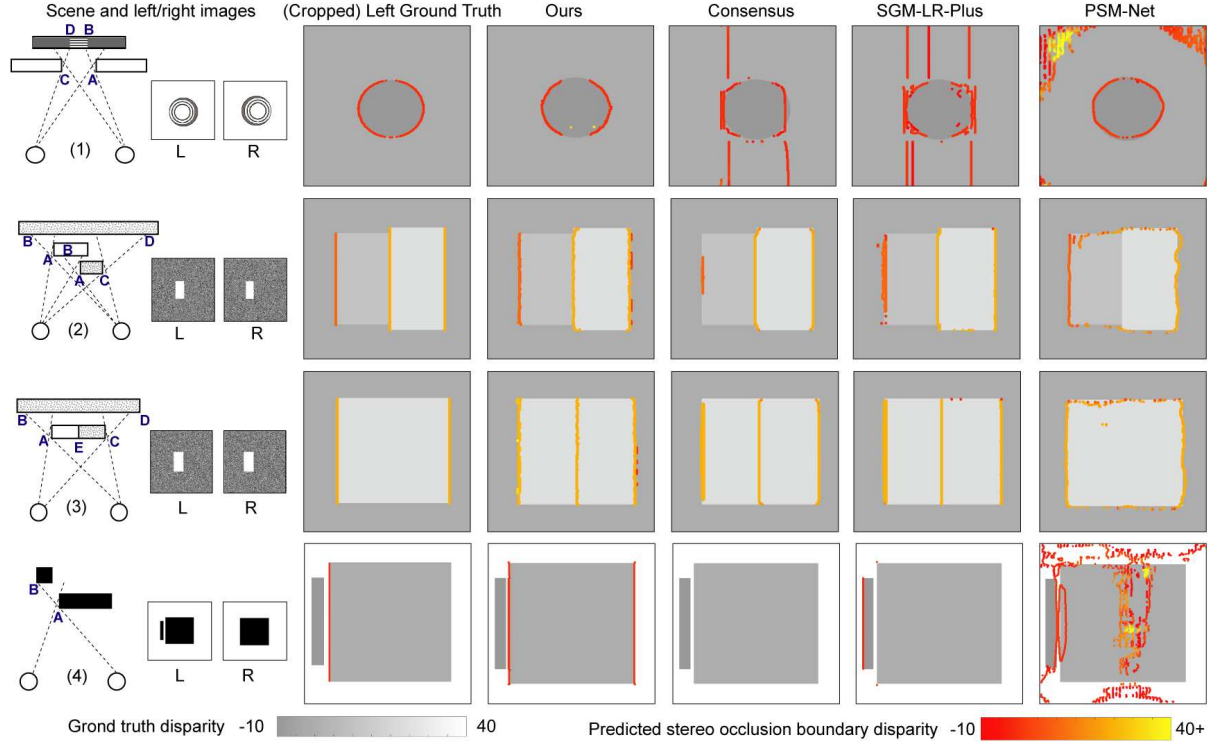 Scene and left/right images (Cropped) Left Ground Truth Ours Consensus SGM-LR-Plus PSM-Net
D B
C A
(1) L R
B D
B
A
A C
(2) L R
B D
A E C
(3) L R
B
A
(4) L R
Grond truth disparity -10 40 Predicted stereo occlusion boundary disparity -10 40+